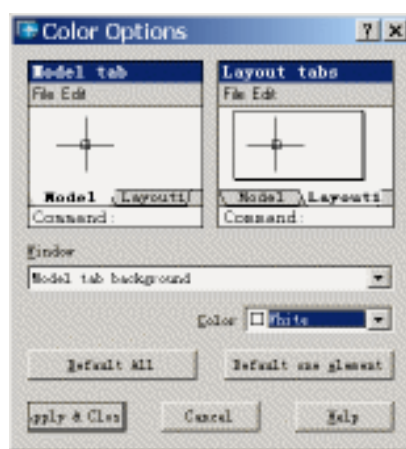 Color Options
Model tab
Layout tabs
File Edit
File Edit
Model Layout1
Model Layout1
Command:
Command:
Window
Model tab background
Color White
Default All
Default one element
pply & Clos
Cancel
Help